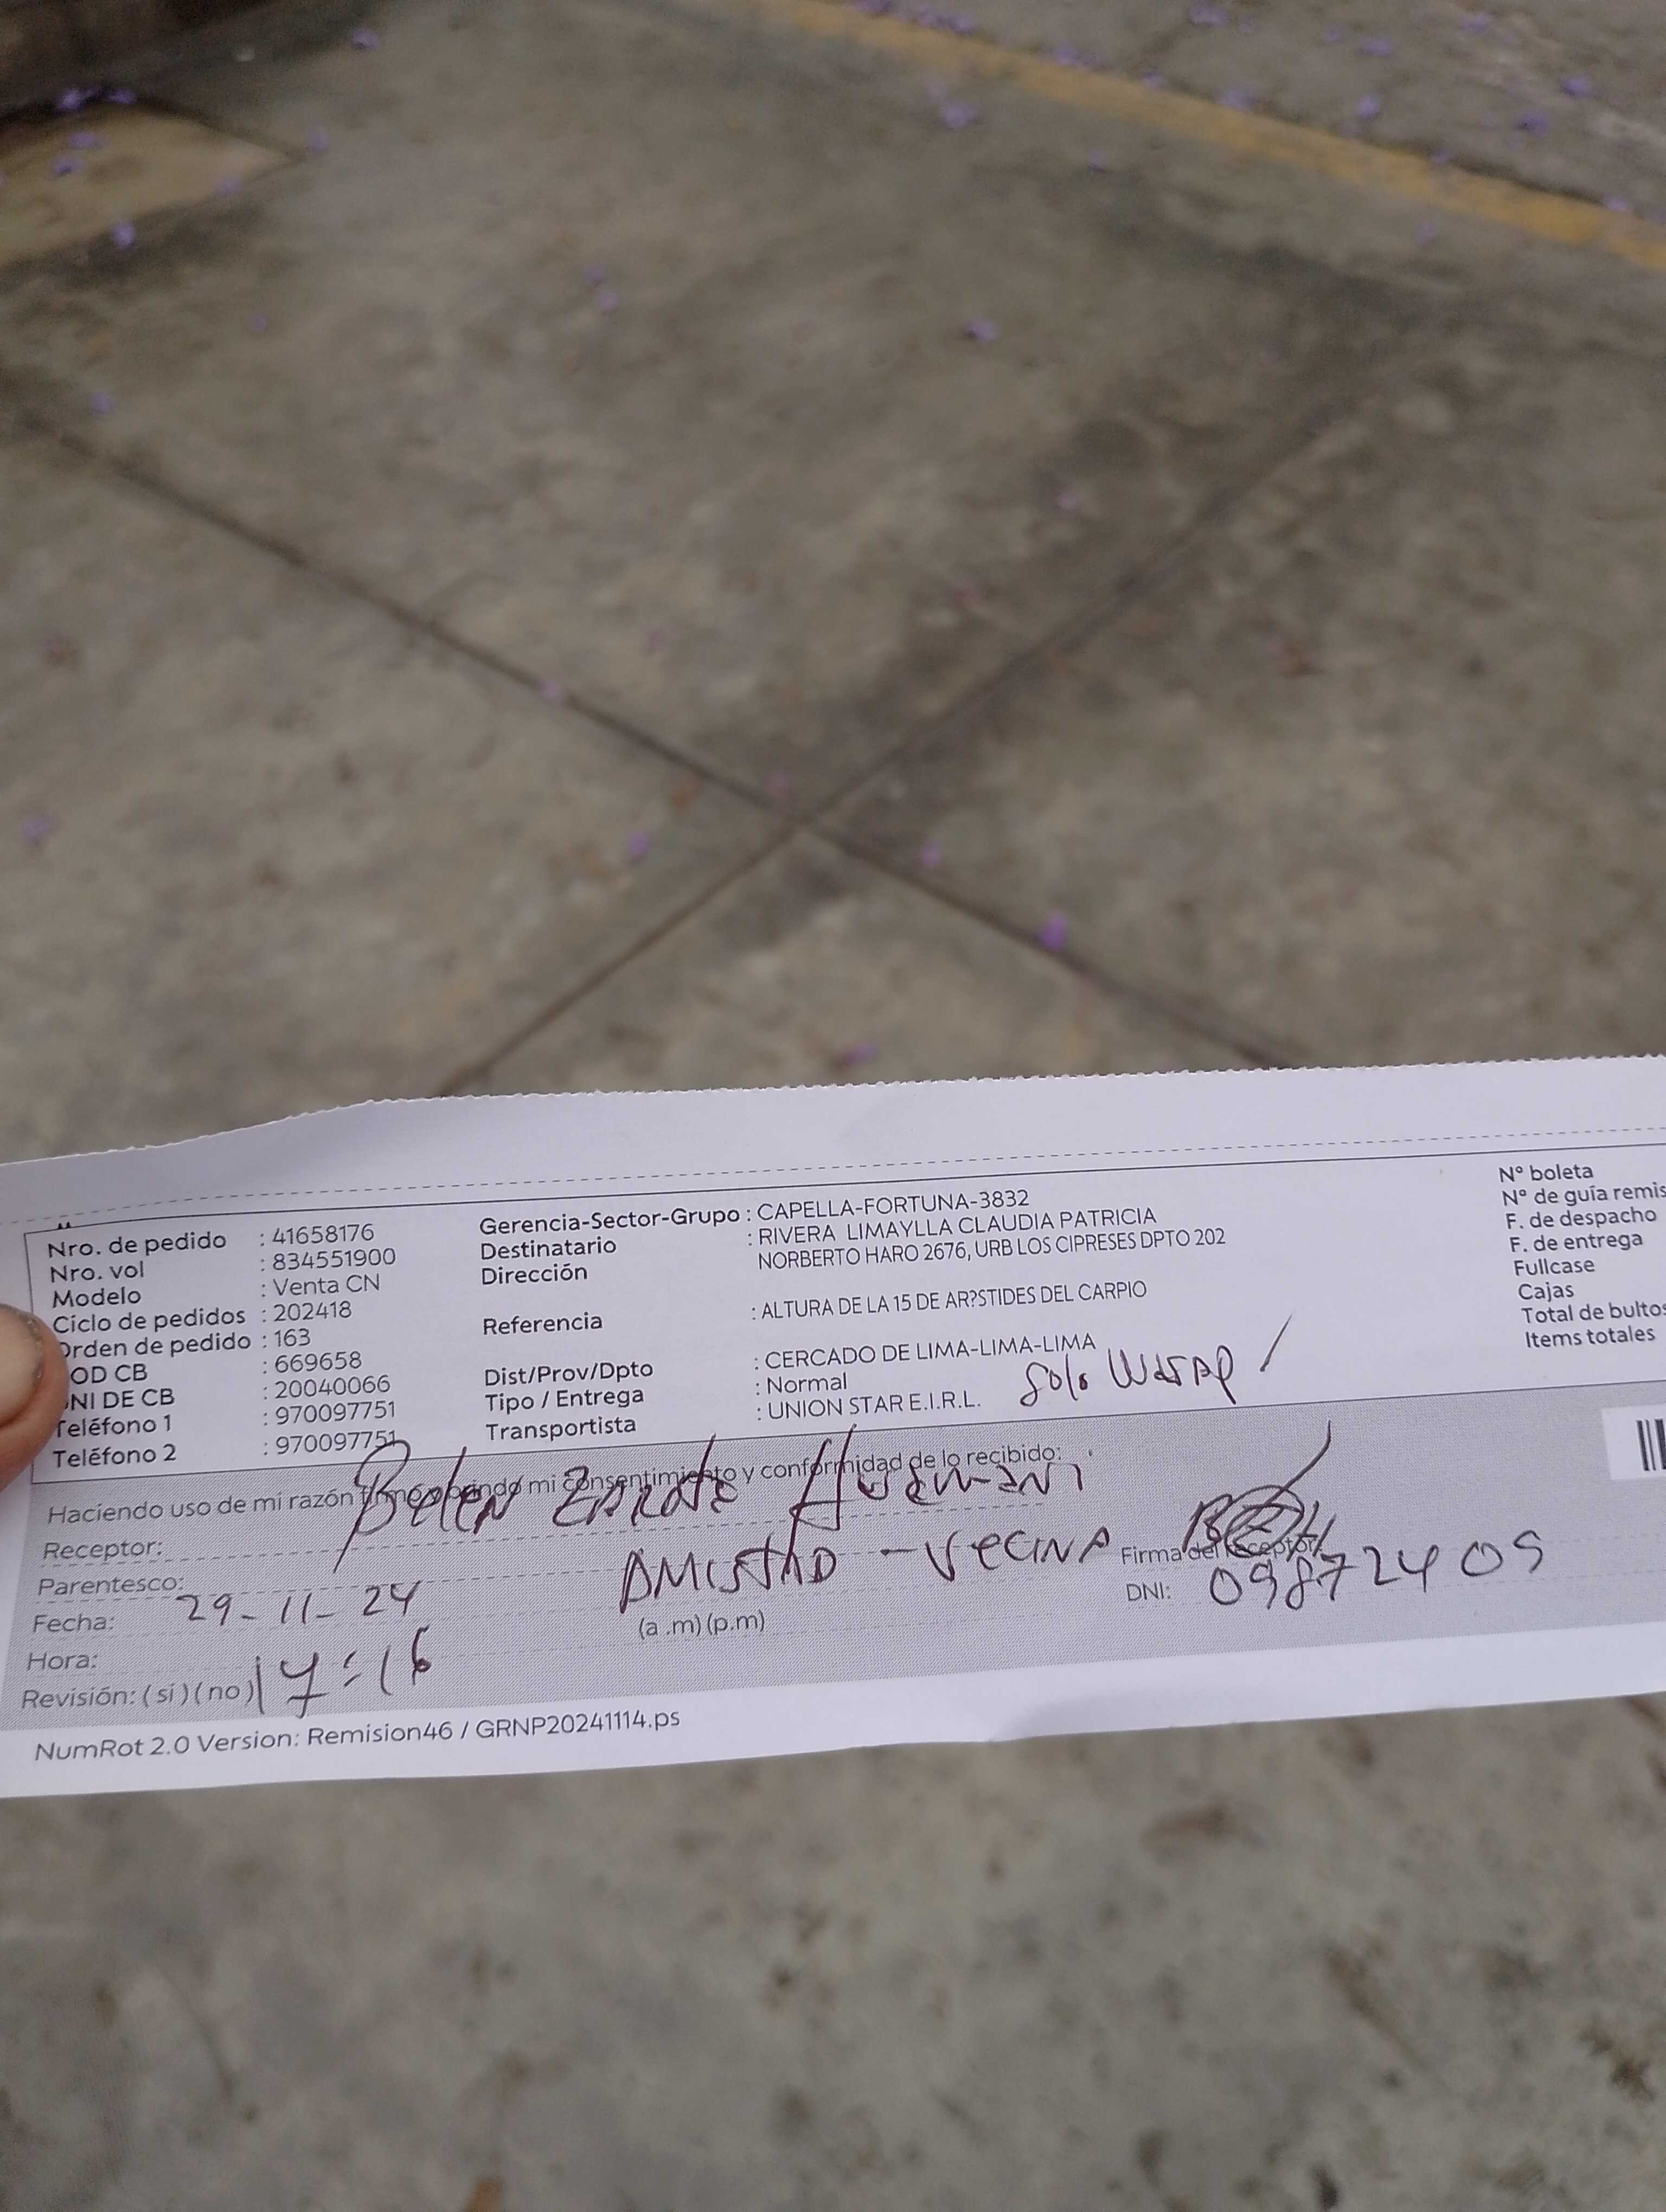 Nro. de pedido : 41658176
Nro. vol : 834551900
Modelo : Venta CN
Ciclo de pedidos : 202418
Orden de pedido : 163
OD CB : 669658
NI DE CB : 20040066
Teléfono 1 : 970097751
Teléfono 2 : 970097751
Gerencia-Sector-Grupo : CAPELLA-FORTUNA-3832
Destinatario : RIVERA LIMAYLLA CLAUDIA PATRICIA
Dirección NORBERTO HARO 2676, URB LOS CIPRESES DPTO 202
Referencia : ALTURA DE LA 15 DE AR?STIDES DEL CARPIO
Dist/Prov/Dpto : CERCADO DE LIMA-LIMA-LIMA
Tipo / Entrega : Normal
Transportista : UNION STAR E.I.R.L.
Solo Wasap
N° boleta
N° de guía remis
F. de despacho
F. de entrega
Fullcase
Cajas
Total de bultos
Items totales
Haciendo uso de mi razón mi consentimiento y conformidad de lo recibido:
Receptor: Belen Zarate Huamani
Parentesco: AMISTAD - VECINA
Firma del receptor
Fecha: 29-11-24
DNI: 09872409
Hora: 17:16 (a .m) (p.m)
Revisión: (si) (no)
NumRot 2.0 Version: Remision46 / GRNP20241114.ps